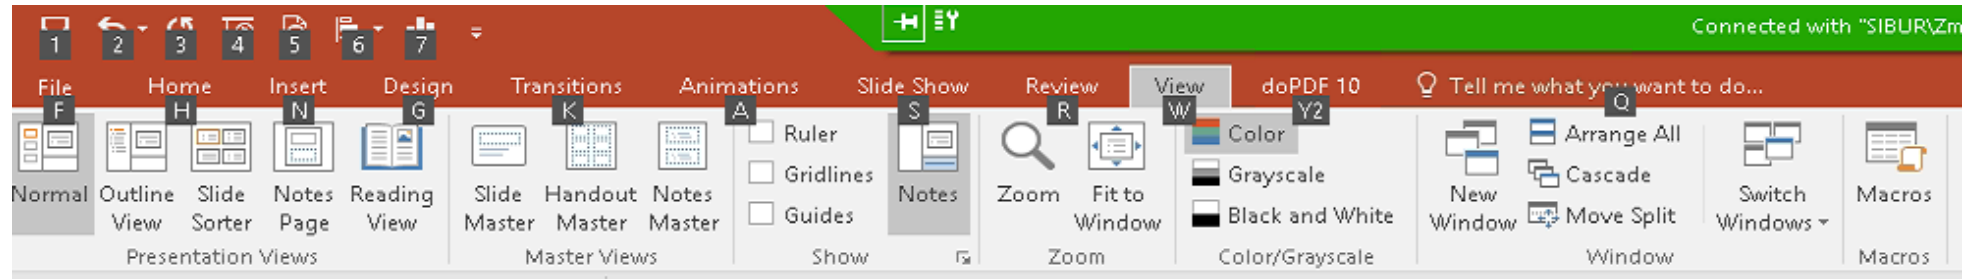 Connected with "SIBUR\Zm
1 2 3 4 5 6 7
File Home Insert Design Transitions Animations Slide Show Review View doPDF 10 Tell me what you want to do...
F H N G K A S R W Y2 Q
Normal
Outline View
Slide Sorter
Notes Page
Reading View
Presentation Views
Slide Master
Handout Master
Notes Master
Master Views
Ruler
Gridlines
Guides
Notes
Show
Zoom
Fit to Window
Zoom
Color
Grayscale
Black and White
Color/Grayscale
New Window
Arrange All
Cascade
Move Split
Switch Windows
Window
Macros
Macros